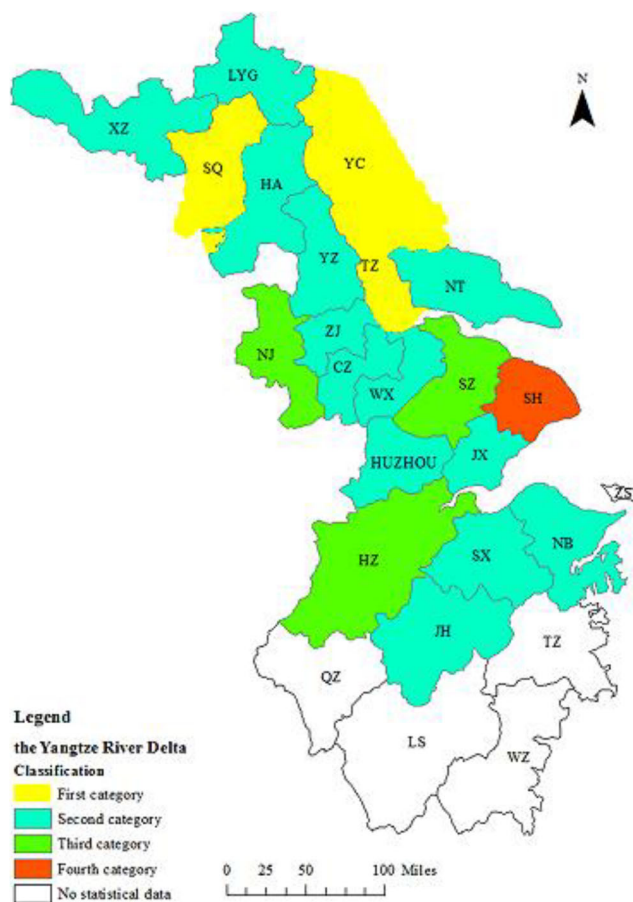 LYG
N
XZ
SQ
YC
HA
YZ
TZ
NT
ZJ
NJ
CZ
SZ
WX
SH
HUZHOU
JX
ZS
NB
SX
HZ
JH
TZ
QZ
LS
WZ
Legend
the Yangtze River Delta
Classification
First category
Second category
Third category
Fourth category
No statistical data
0 25 50 100 Miles